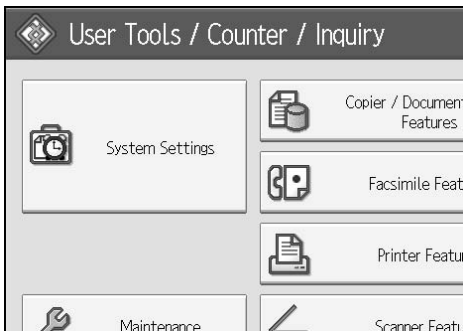 User Tools / Counter / Inquiry
System Settings
Copier / Document
Features
Facsimile Feat
Printer Featu
Maintenance
Scanner Featu